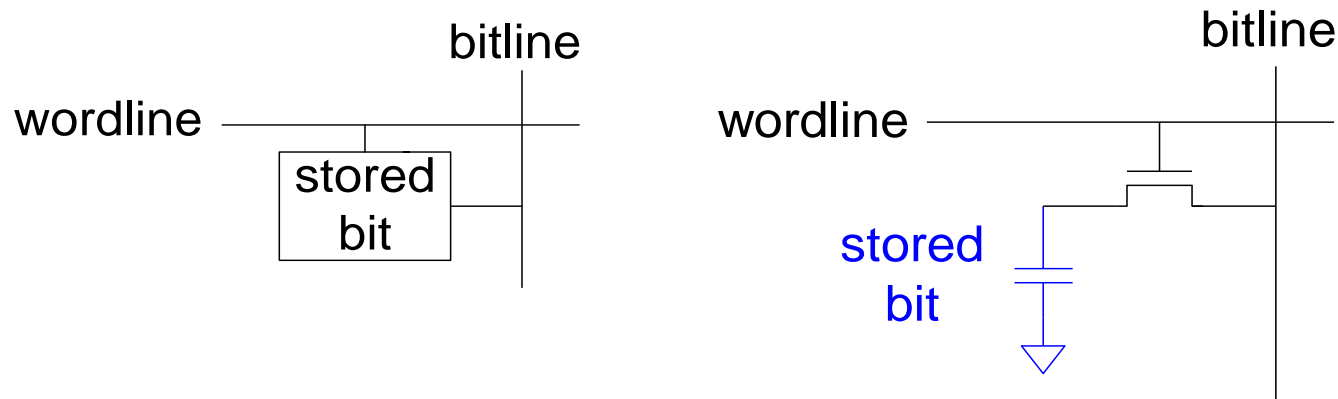 bitline
wordline
stored
bit
bitline
wordline
stored
bit